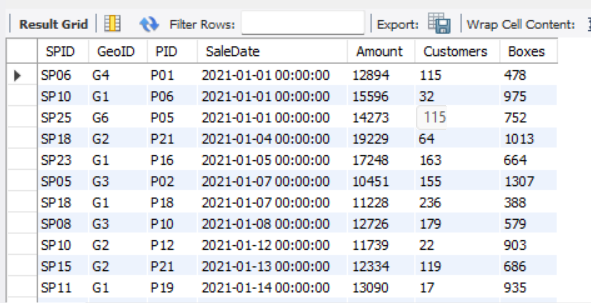 Result Grid Filter Rows: Export: Wrap Cell Content:
SPID GeoID PID SaleDate Amount Customers Boxes
SP06 G4 P01 2021-01-01 00:00:00 12894 115 478
SP10 G1 P06 2021-01-01 00:00:00 15596 32 975
SP25 G6 P05 2021-01-01 00:00:00 14273 115 752
SP18 G2 P21 2021-01-04 00:00:00 19229 64 1013
SP23 G1 P16 2021-01-05 00:00:00 17248 163 664
SP05 G3 P02 2021-01-07 00:00:00 10451 155 1307
SP18 G1 P18 2021-01-07 00:00:00 11228 236 388
SP08 G3 P10 2021-01-08 00:00:00 12726 179 579
SP10 G2 P12 2021-01-12 00:00:00 11739 22 903
SP15 G2 P21 2021-01-13 00:00:00 12334 119 686
SP11 G1 P19 2021-01-14 00:00:00 13090 17 935